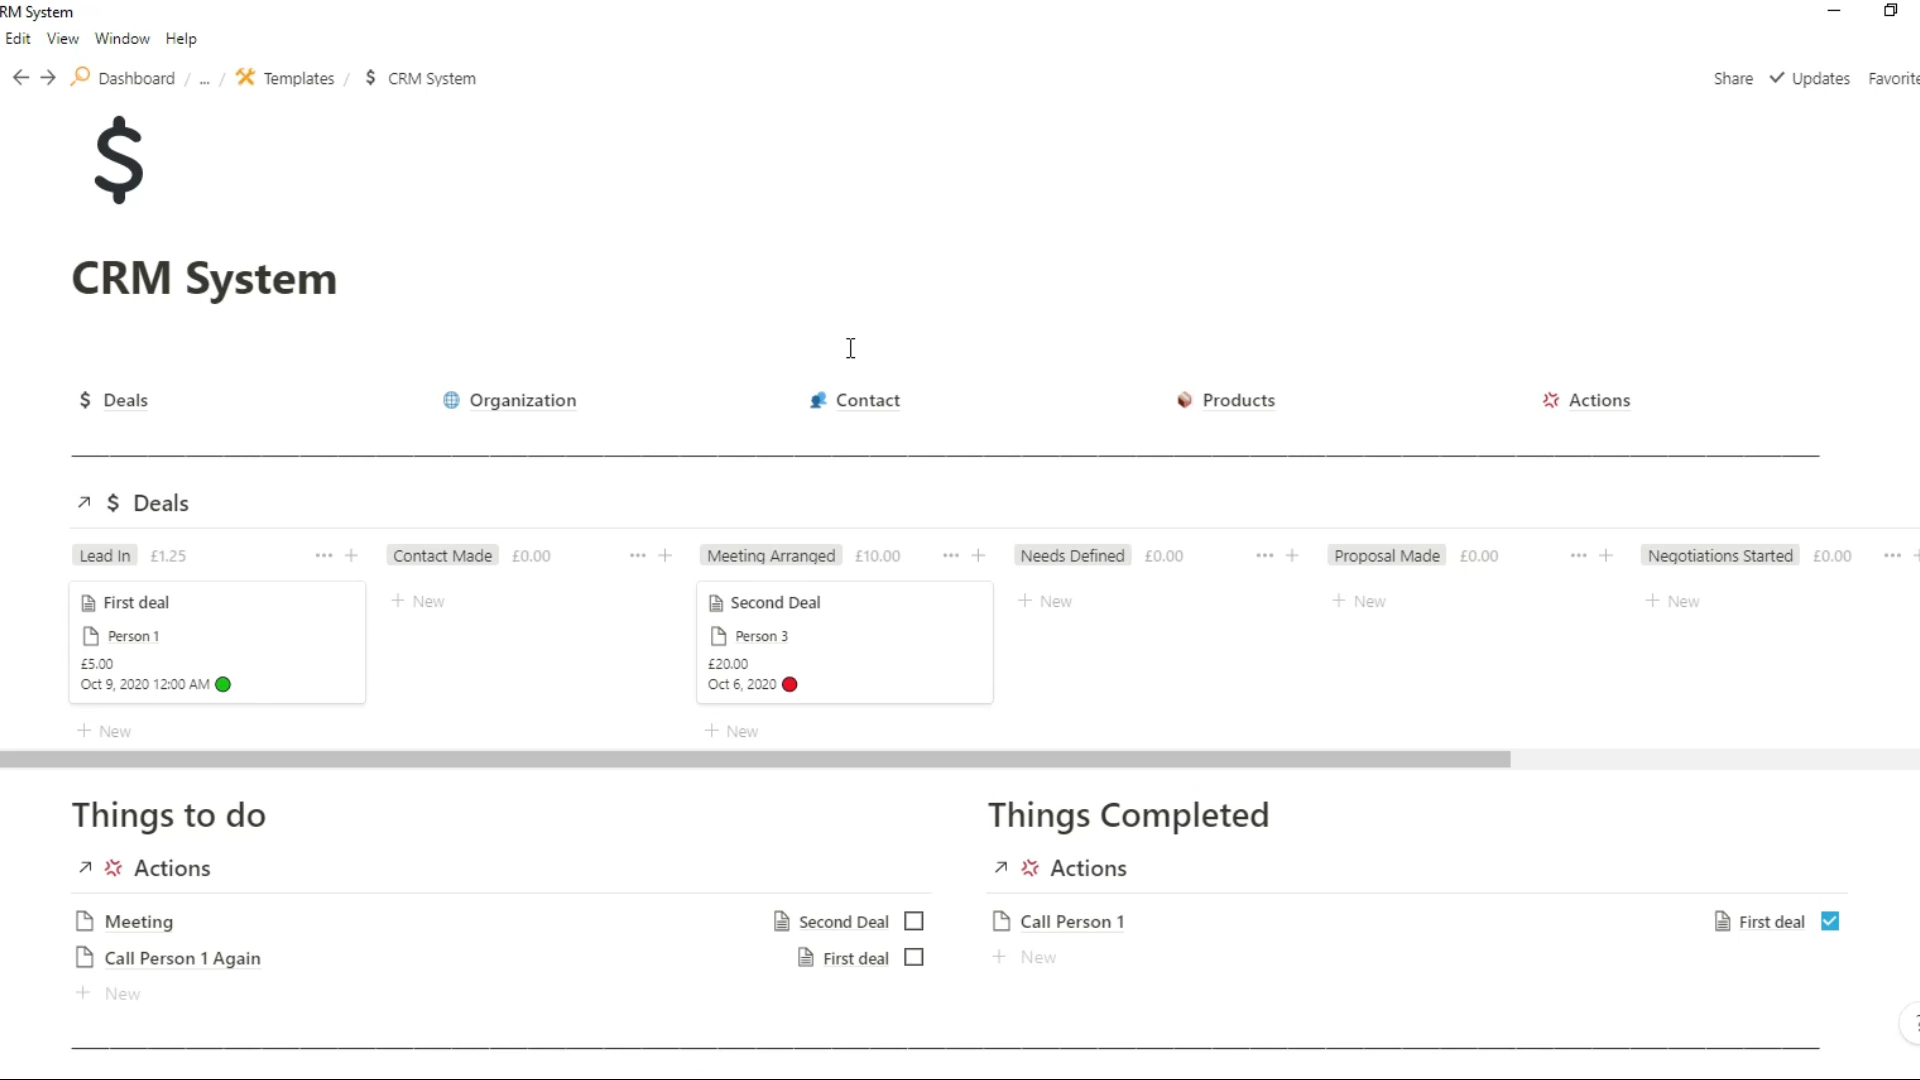 RM System
Edit View Window Help
Dashboard / ... / Templates / $ CRM System Share Updates Favorite
$
CRM System
$ Deals Organization Contact Products Actions
$ Deals
Lead In £1.25 ... + Contact Made £0.00 ... + Meeting Arranged £10.00 ... + Needs Defined £0.00 ... + Proposal Made £0.00 ... + Negotiations Started £0.00 ... +
First deal + New Second Deal + New + New + New
Person 1 Person 3
£5.00 £20.00
Oct 9, 2020 12:00 AM Oct 6, 2020
+ New + New
Things to do Things Completed
Actions Actions
Meeting Second Deal Call Person 1 First deal
Call Person 1 Again First deal + New
+ New
?